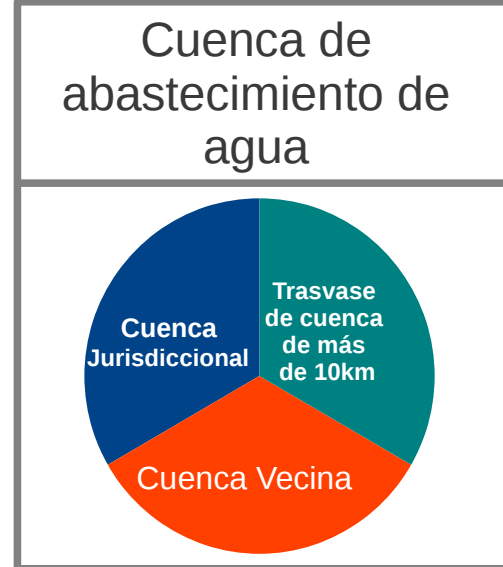 Cuenca de
abastecimiento de
agua
Trasvase
de cuenca
de más
de 10km
Cuenca
Jurisdiccional
Cuenca Vecina